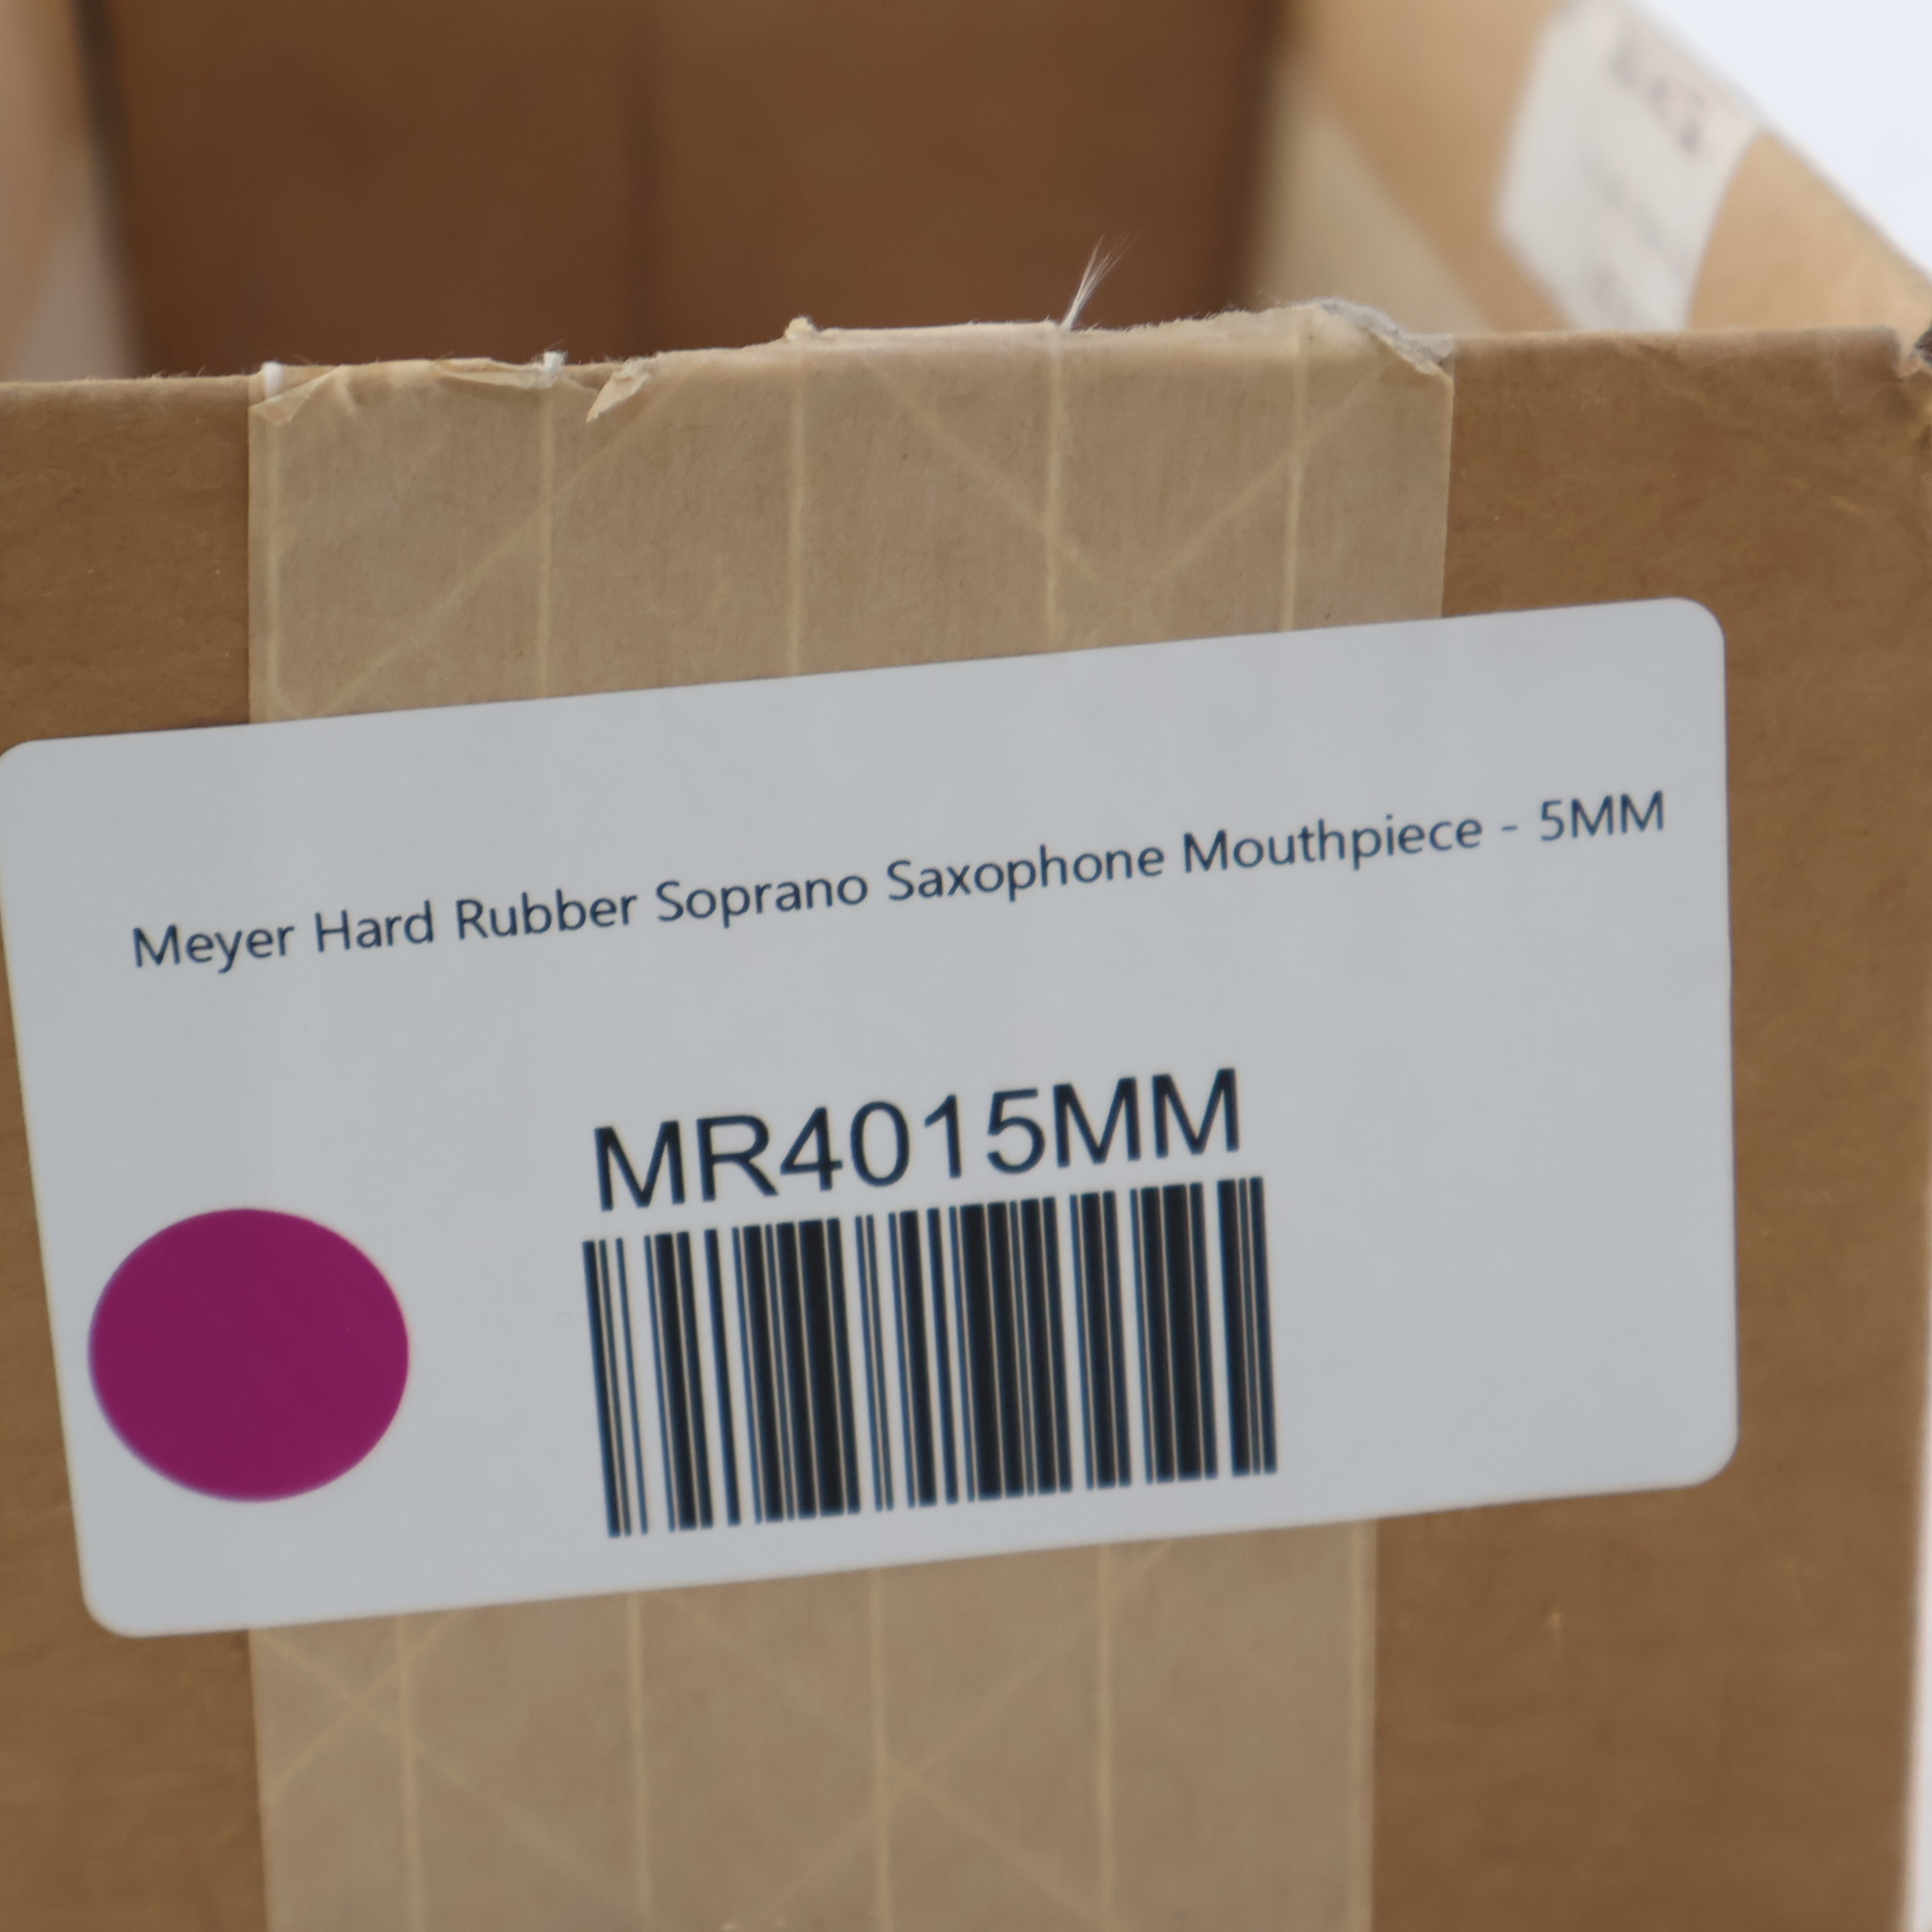 Meyer Hard Rubber Soprano Saxophone Mouthpiece - 5MM
MR4015MM